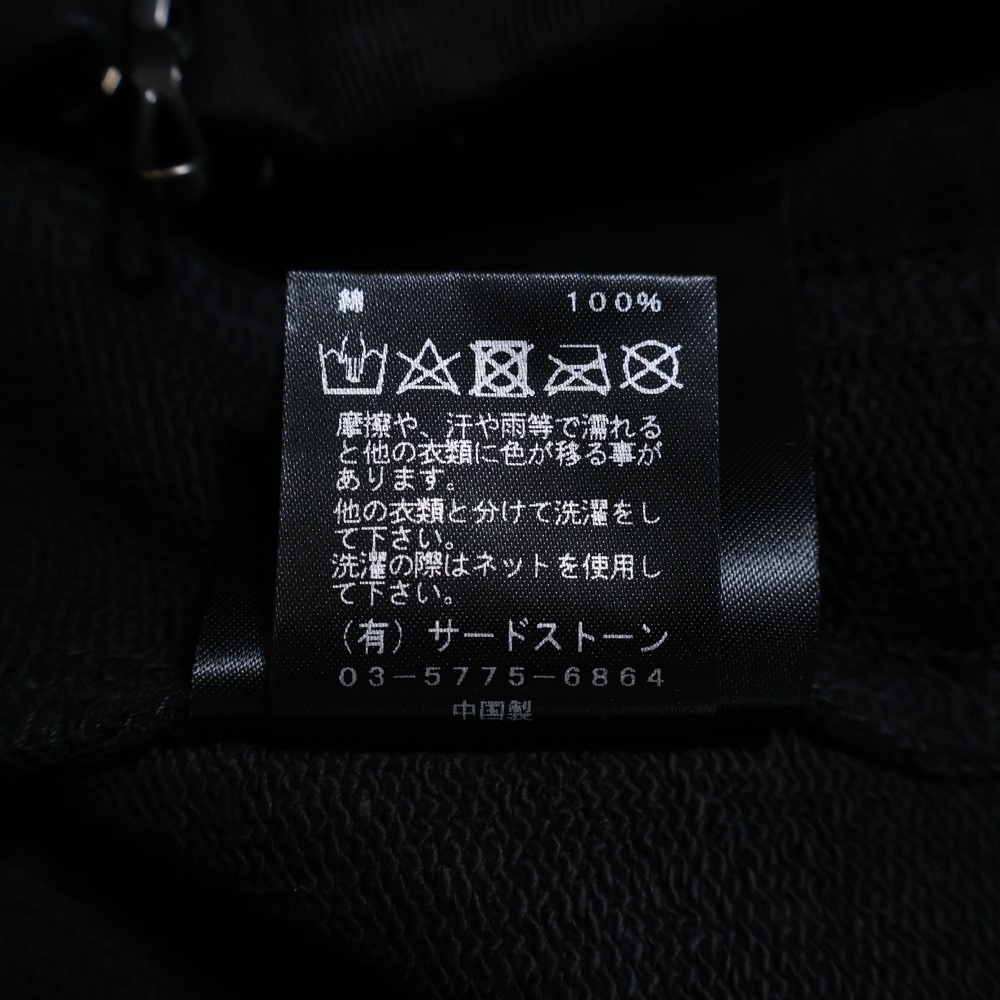 綿 100%
摩擦や、汗や雨等で濡れる
と他の衣類に色が移る事が
あります。
他の衣類と分けて洗濯をし
て下さい。
洗濯の際はネットを使用し
て下さい。
(有) サードストーン
03-5775-6864
中国製